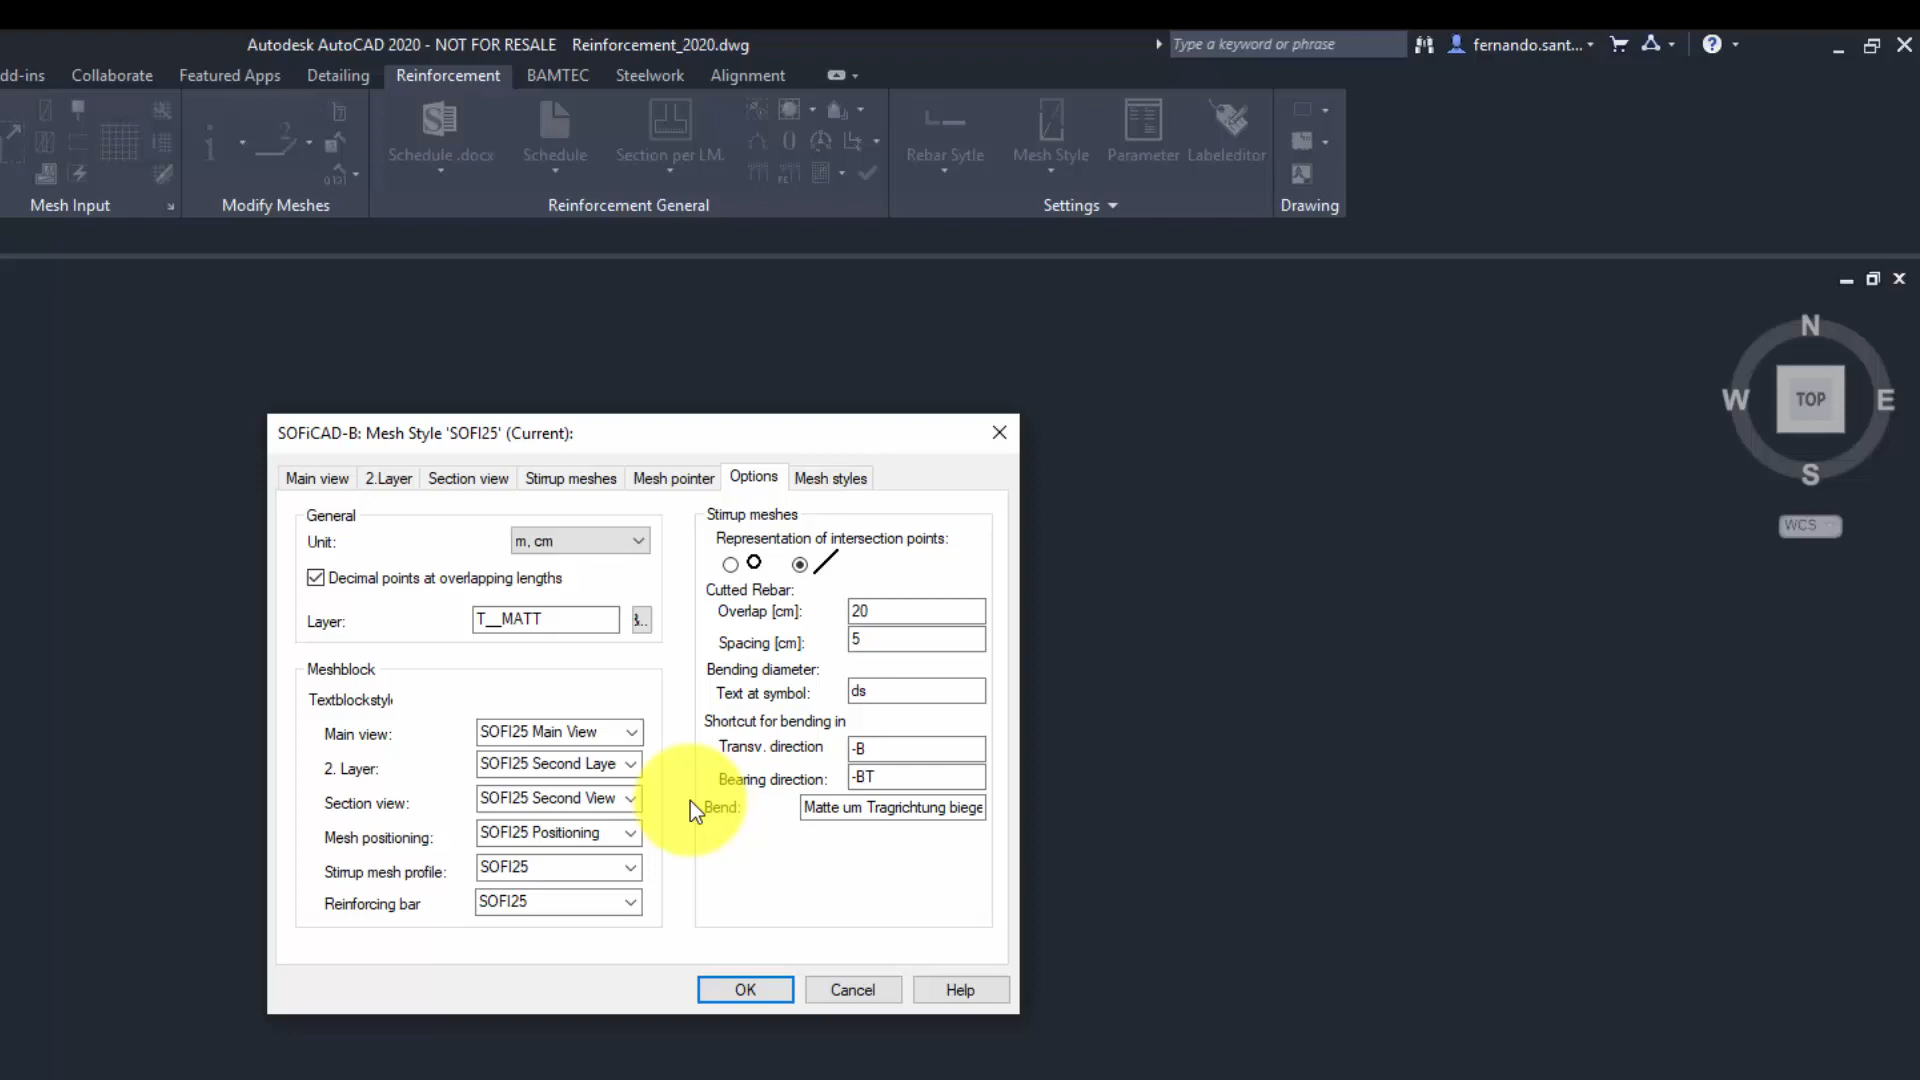 Autodesk AutoCAD 2020 - NOT FOR RESALE Reinforcement_2020.dwg
Type a keyword or phrase
fernando.sant...
dd-ins Collaborate Featured Apps Detailing Reinforcement BAMTEC Steelwork Alignment
Schedule .docx Schedule Section per LM. Rebar Sytle Mesh Style Parameter Labeleditor
Mesh Input Modify Meshes Reinforcement General Settings Drawing
N
W TOP E
S
WCS
SOFiCAD-B: Mesh Style 'SOFI25' (Current):
Main view 2.Layer Section view Stirrup meshes Mesh pointer Options Mesh styles
General
Unit: m, cm
Decimal points at overlapping lengths
Layer: T__MATT
Meshblock
Textblockstyl
Main view: SOFI25 Main View
2. Layer: SOFI25 Second Laye
Section view: SOFI25 Second View
Mesh positioning: SOFI25 Positioning
Stirrup mesh profile: SOFI25
Reinforcing bar SOFI25
Stirrup meshes
Representation of intersection points:
Cutted Rebar:
Overlap [cm]: 20
Spacing [cm]: 5
Bending diameter:
Text at symbol: ds
Shortcut for bending in
Transv. direction -B
Bearing direction: -BT
Bend: Matte um Tragrichtung biege
OK Cancel Help